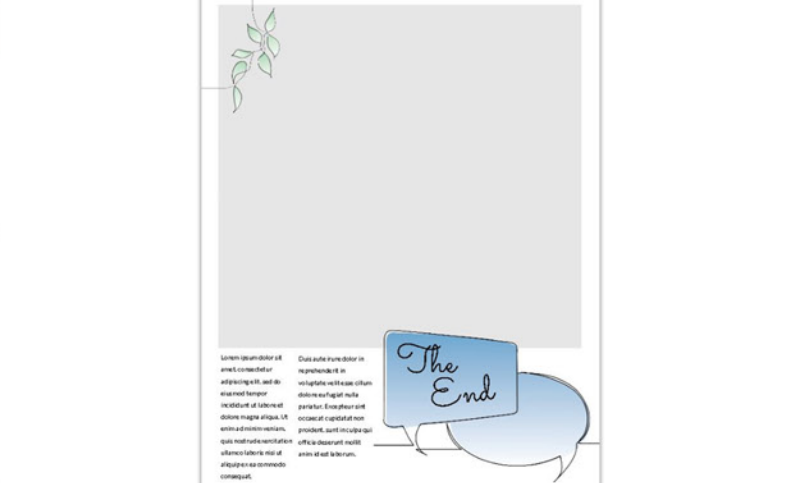 Lorem ipsum dolor sit
amet, consectetur
adipiscing elit, sed do
eiusmod tempor
incididunt ut labore et
dolore magna aliqua. Ut
enim ad minim veniam,
quis nostrud exercitation
ullamco laboris nisi ut
aliquip ex ea commodo
consequat.
Duis aute irure dolor in
reprehenderit in
voluptate velit esse cillum
dolore eu fugiat nulla
pariatur. Excepteur sint
occaecat cupidatat non
proident, sunt in culpa qui
officia deserunt mollit
anim id est laborum.
The
End